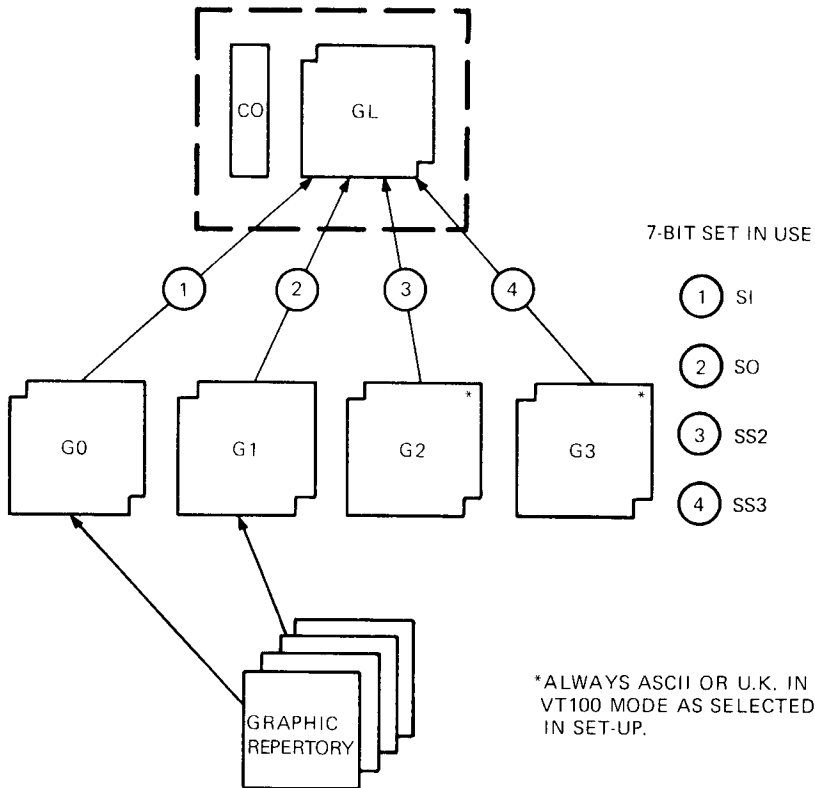 CO
GL
7-BIT SET IN USE
1
2
3
4
1 SI
2 SO
3 SS2
4 SS3
G0
G1
*
G2
*
G3
GRAPHIC
REPERTORY
*ALWAYS ASCII OR U.K. IN
VT100 MODE AS SELECTED
IN SET-UP.